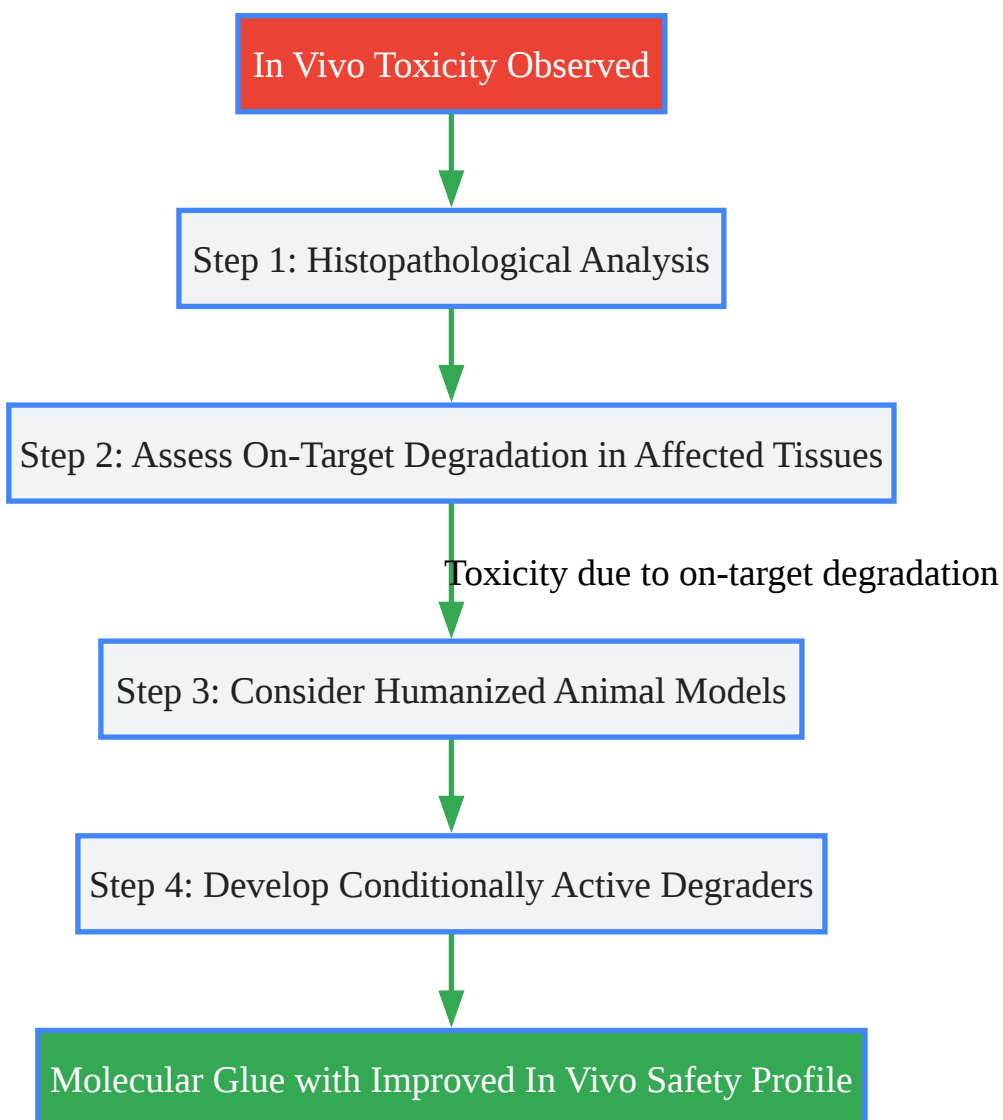 In Vivo Toxicity Observed
Step 1: Histopathological Analysis
Step 2: Assess On-Target Degradation in Affected Tissues
Toxicity due to on-target degradation
Step 3: Consider Humanized Animal Models
Step 4: Develop Conditionally Active Degraders
Molecular Glue with Improved In Vivo Safety Profile